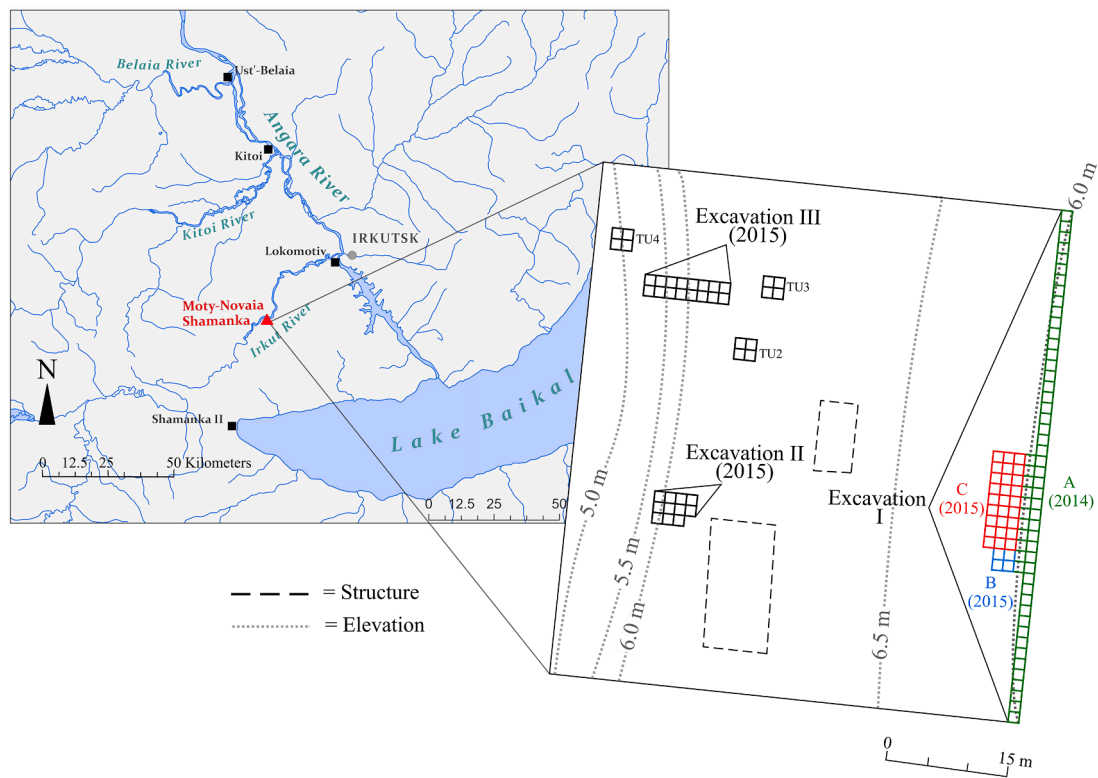 Belaia River
Ust'-Belaia
Angara River
Kitoi
Kitoi River
IRKUTSK
Lokomotiv
Moty-Novaia
Shamanka
Irkut River
N
Shamanka II
Lake Baikal
0 12.5 25 50 Kilometers
0 12.5 25 50
6.0 m
Excavation III
(2015)
TU4
TU3
TU2
Excavation II
(2015)
5.0 m
5.5 m
6.0 m
6.5 m
Excavation
I
C
(2015)
A
(2014)
B
(2015)
= Structure
= Elevation
0 15 m